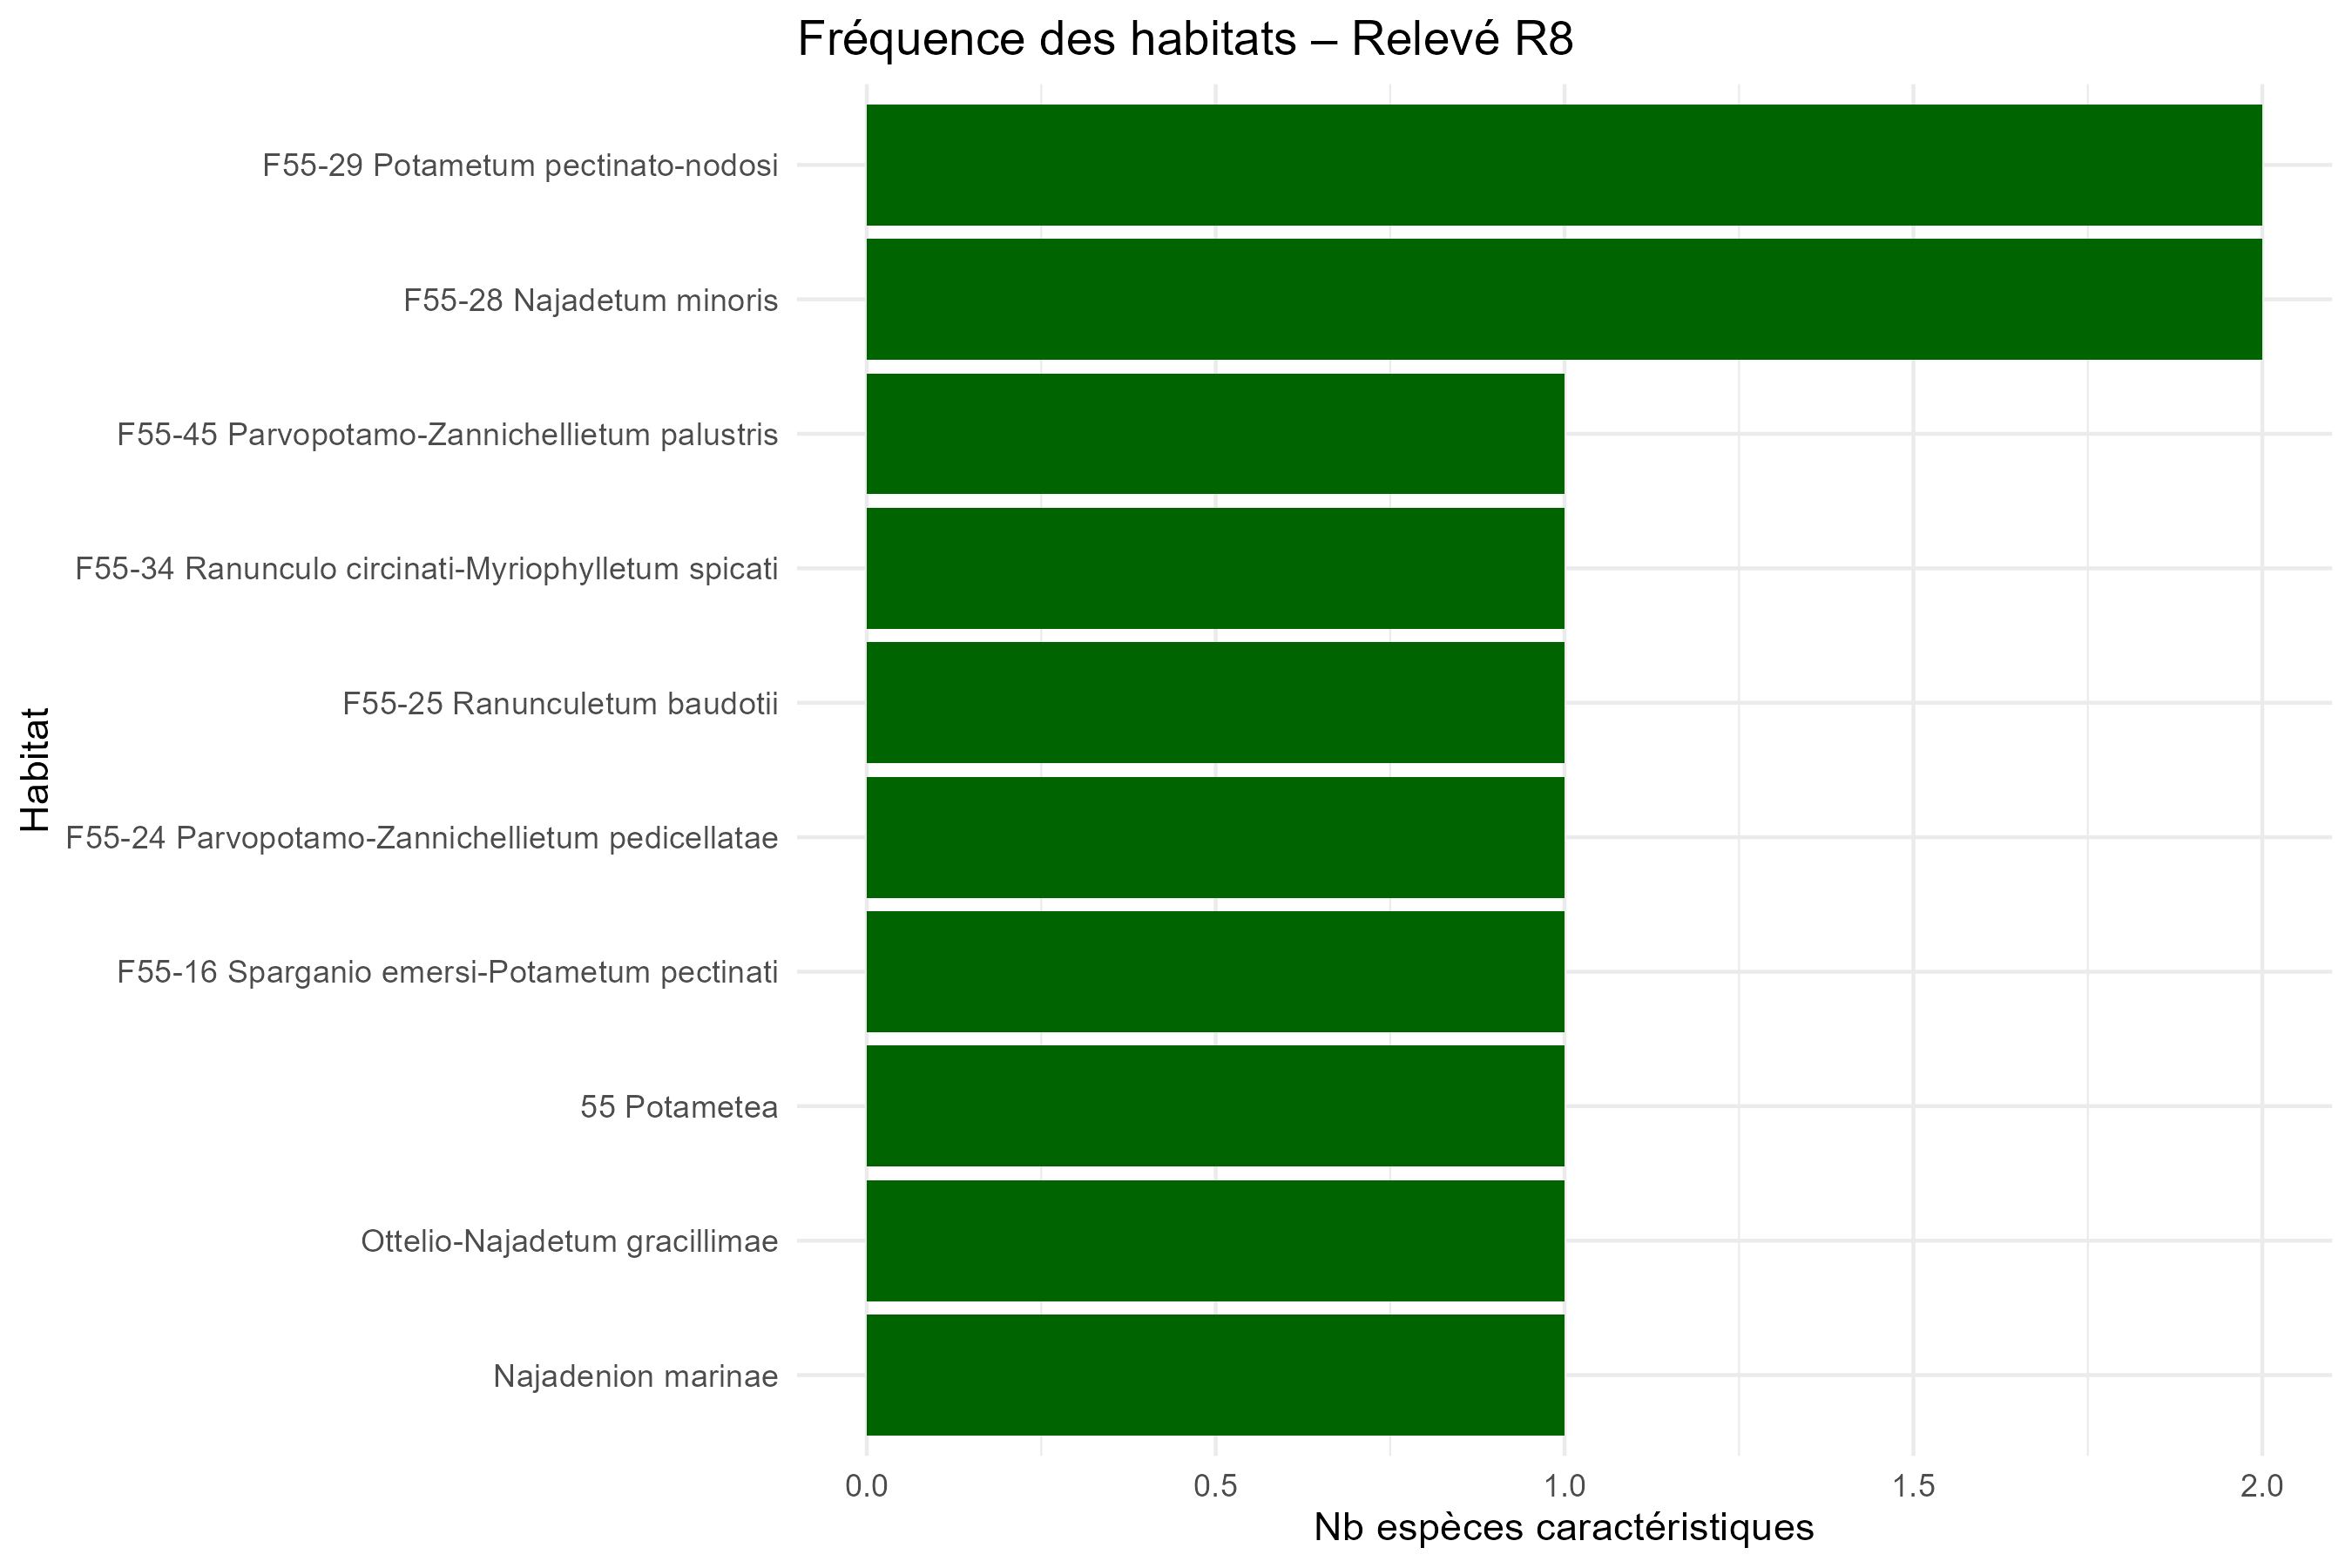 Fréquence des habitats – Relevé R8
F55-29 Potametum pectinato-nodosi
F55-28 Najadetum minoris
F55-45 Parvopotamo-Zannichellietum palustris
F55-34 Ranunculo circinati-Myriophylletum spicati
F55-25 Ranunculetum baudotii
F55-24 Parvopotamo-Zannichellietum pedicellatae
F55-16 Sparganio emersi-Potametum pectinati
55 Potametea
Ottelio-Najadetum gracillimae
Najadenion marinae
Habitat
0.0 0.5 1.0 1.5 2.0
Nb espèces caractéristiques